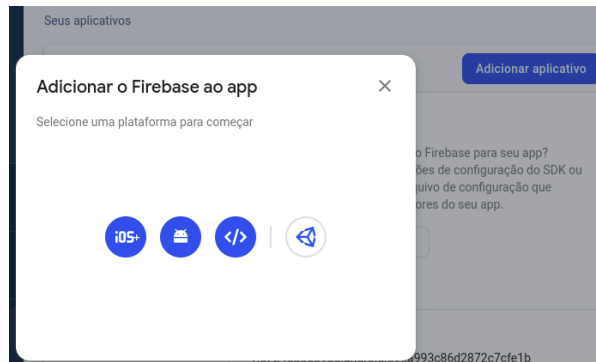 Seus aplicativos
Adicionar aplicativo
Adicionar o Firebase ao app
Selecione uma plataforma para começar
o Firebase para seu app?
ões de configuração do SDK ou
quivo de configuração que
ores do seu app.
iOS+
</>
993c86d2872c7cfe1b